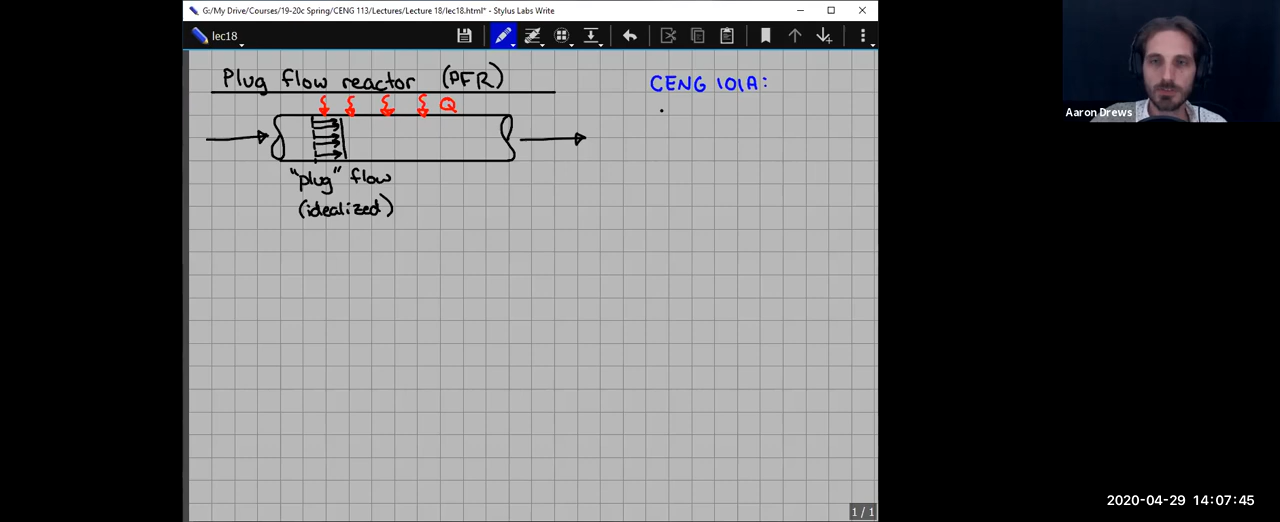 G:/My Drive/Courses/19-20c Spring/CENG 113/Lectures/Lecture 18/lec18.html* - Stylus Labs Write
lec18
Plug flow reactor (PFR)
CENG 101A:
Q
Aaron Drews
"plug" flow
(idealized)
2020-04-29 14:07:45
1 / 1